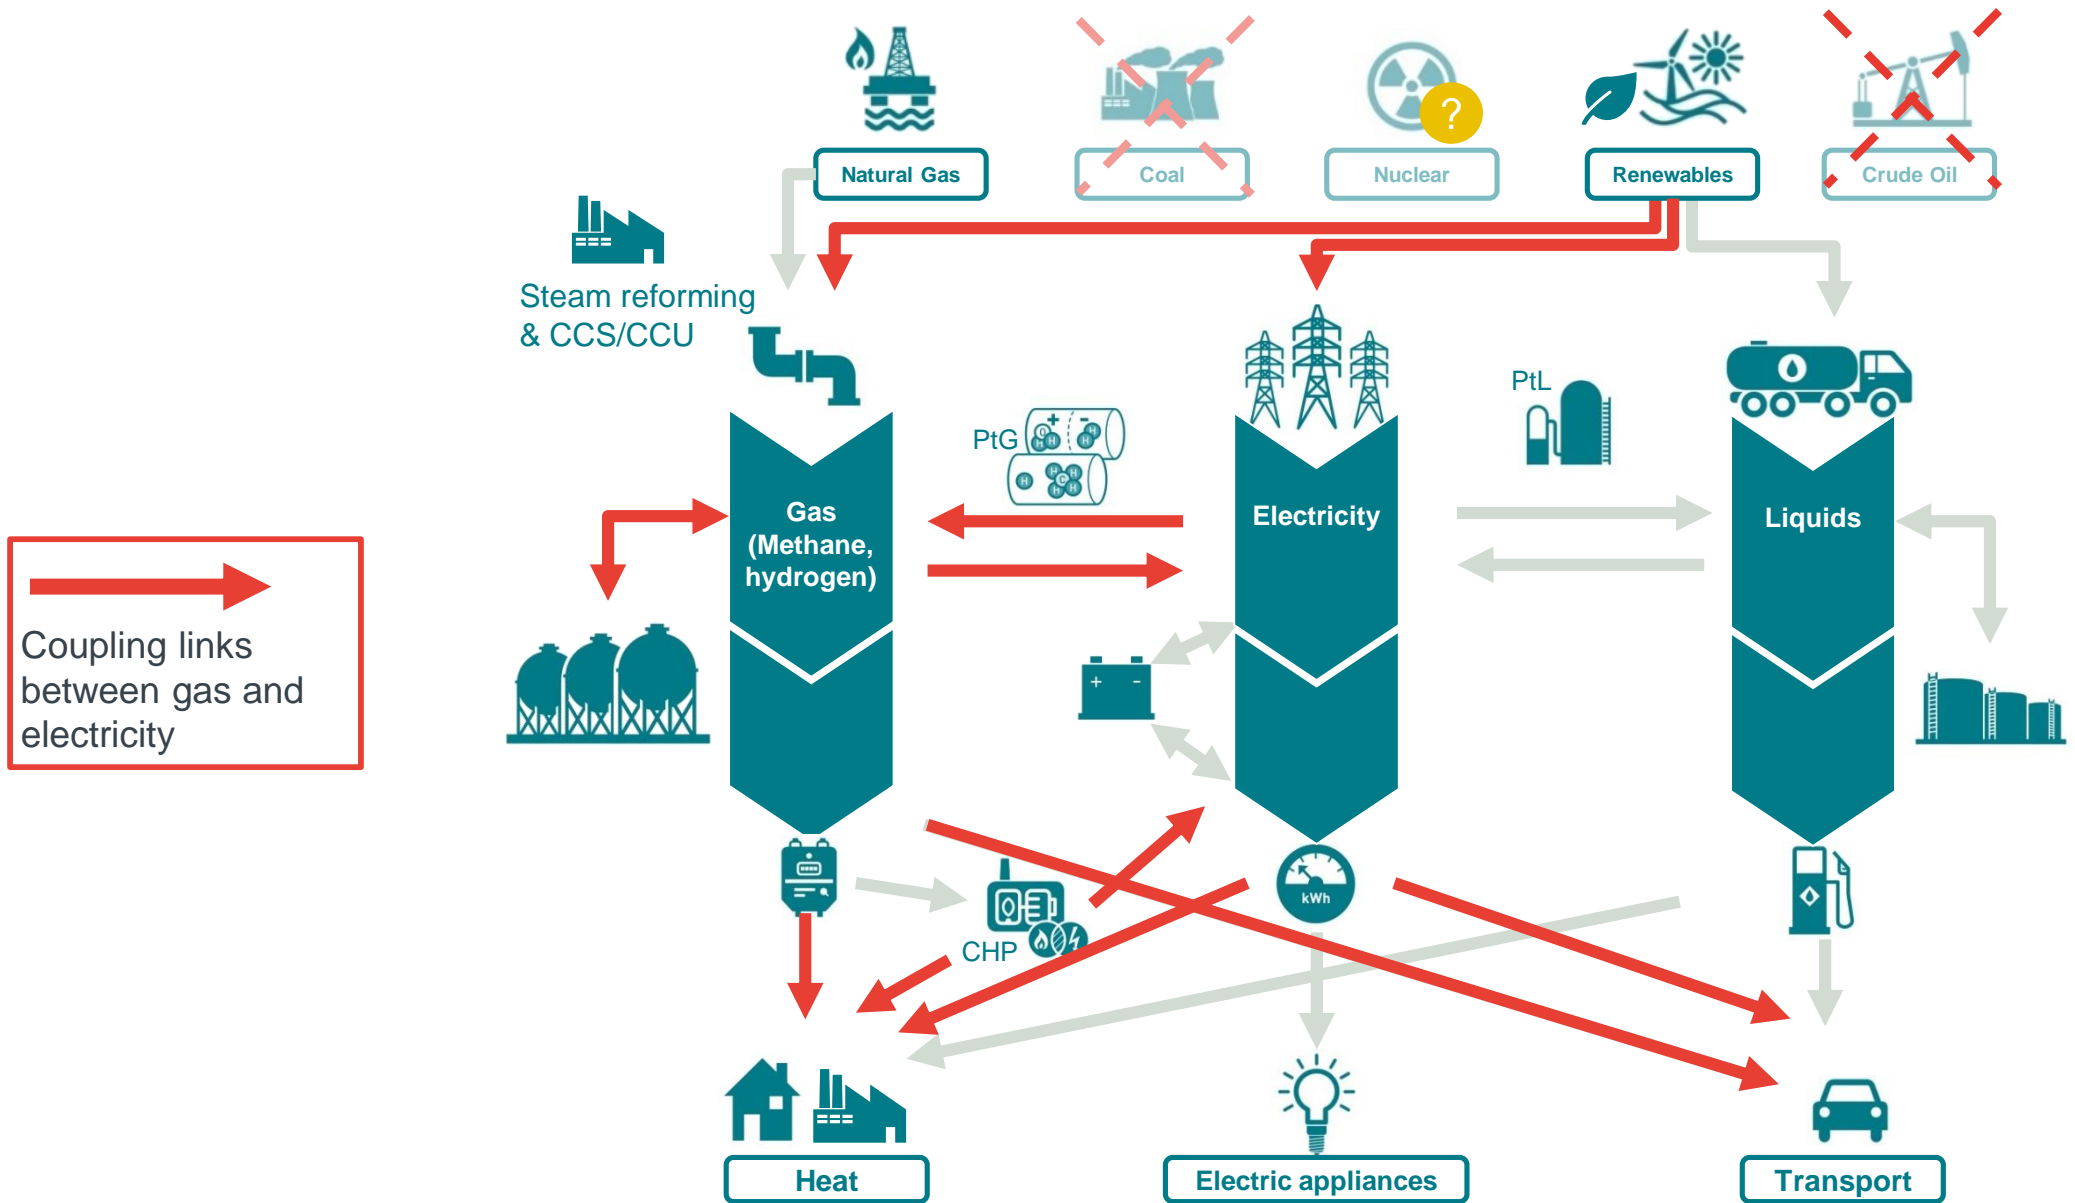 ?
Natural Gas
Coal
Nuclear
Renewables
Crude Oil
Steam reforming
& CCS/CCU
PtL
PtG
Gas
(Methane,
hydrogen)
Electricity
Liquids
Coupling links
between gas and
electricity
+ -
kWh
CHP
Heat
Electric appliances
Transport